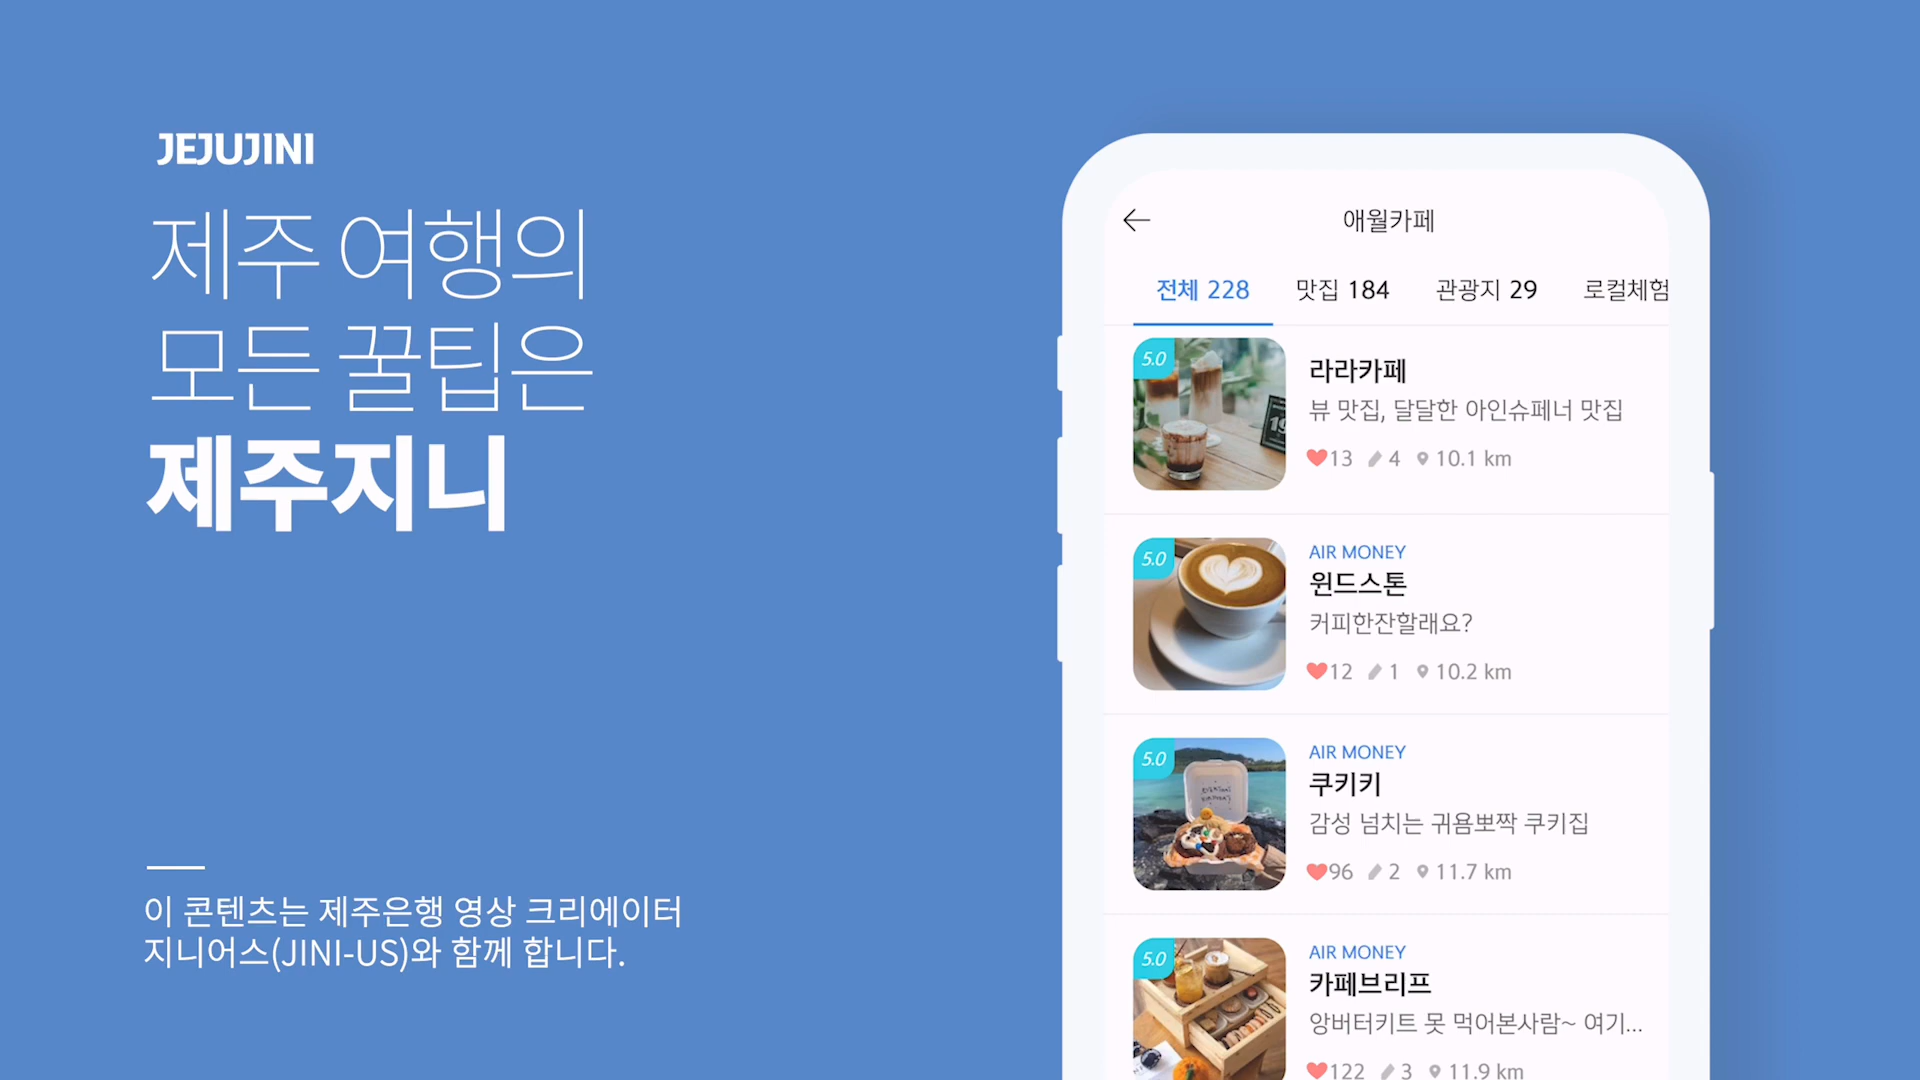 JEJUJINI
제주 여행의
모든 꿀팁은
제주지니
이 콘텐츠는 제주은행 영상 크리에이터
지니어스(JINI-US)와 함께 합니다.
애월카페
전체 228 맛집 184 관광지 29 로컬체험
5.0
라라카페
뷰 맛집, 달달한 아인슈페너 맛집
13 4 10.1 km
5.0
AIR MONEY
윈드스톤
커피한잔할래요?
12 1 10.2 km
5.0
AIR MONEY
쿠키키
감성 넘치는 귀욤뽀짝 쿠키집
96 2 11.7 km
5.0
AIR MONEY
카페브리프
앙버터키트 못 먹어본사람~ 여기...
122 3 11.9 km